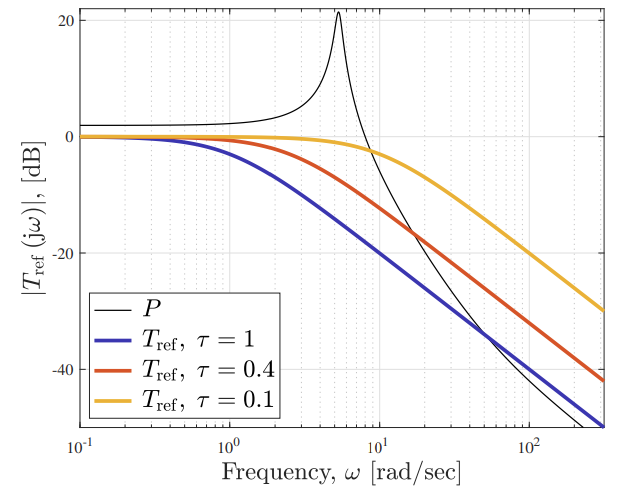 20
0
-20
-40
|T_ref (jω)|, [dB]
P
T_ref, τ = 1
T_ref, τ = 0.4
T_ref, τ = 0.1
10^-1
10^0
10^1
10^2
Frequency, ω [rad/sec]